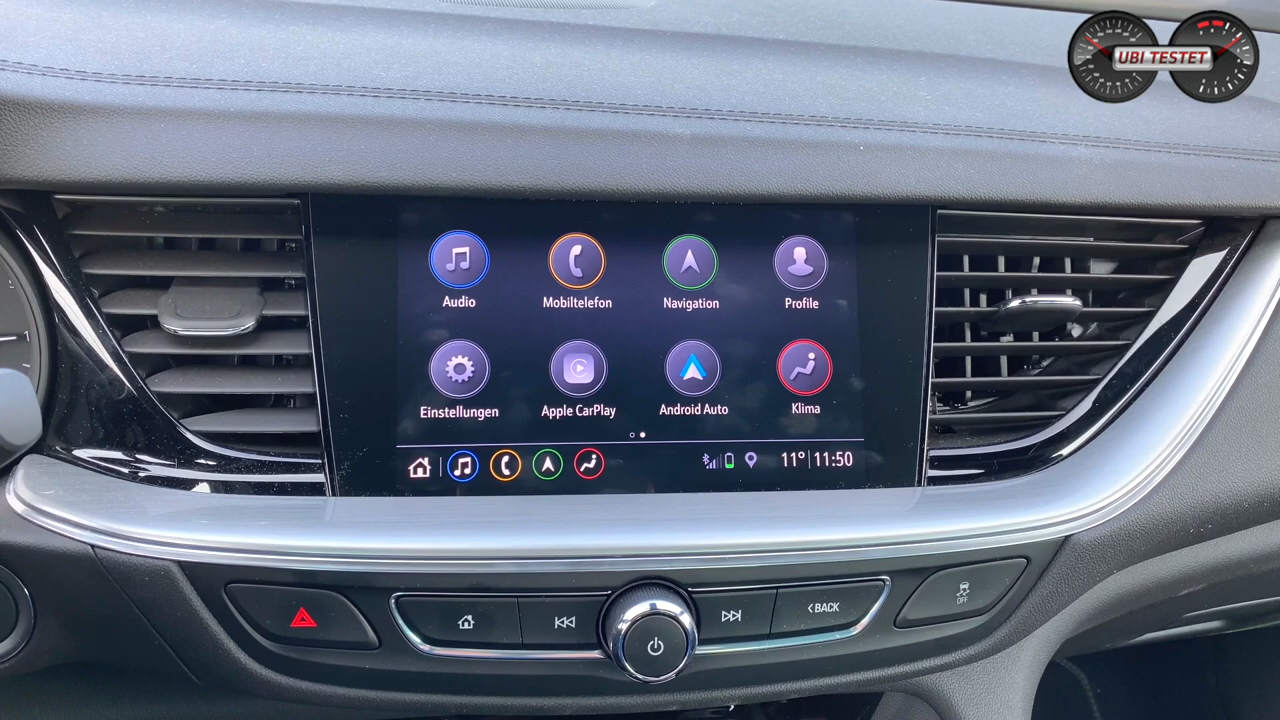 UBI TESTET
Audio
Mobiltelefon
Navigation
Profile
Einstellungen
Apple CarPlay
Android Auto
Klima
11° 11:50
BACK
OFF